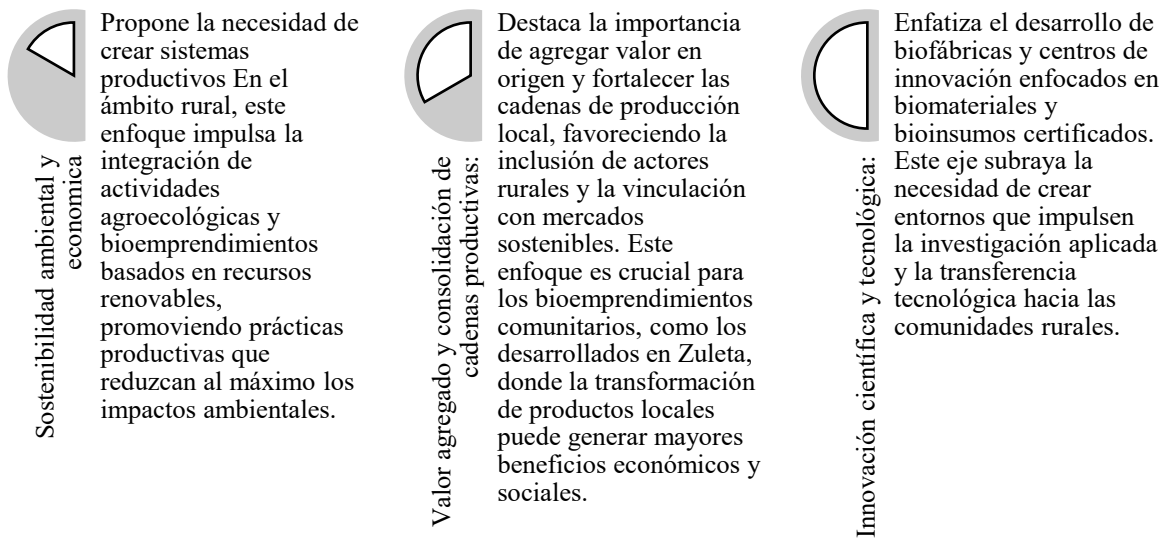 Sostenibilidad ambiental y
economica
Propone la necesidad de
crear sistemas
productivos En el
ámbito rural, este
enfoque impulsa la
integración de
actividades
agroecológicas y
bioemprendimientos
basados en recursos
renovables,
promoviendo prácticas
productivas que
reduzcan al máximo los
impactos ambientales.
Valor agregado y consolidación de
cadenas productivas:
Destaca la importancia
de agregar valor en
origen y fortalecer las
cadenas de producción
local, favoreciendo la
inclusión de actores
rurales y la vinculación
con mercados
sostenibles. Este
enfoque es crucial para
los bioemprendimientos
comunitarios, como los
desarrollados en Zuleta,
donde la transformación
de productos locales
puede generar mayores
beneficios económicos y
sociales.
Innovación científica y tecnológica:
Enfatiza el desarrollo de
biofábricas y centros de
innovación enfocados en
biomateriales y
bioinsumos certificados.
Este eje subraya la
necesidad de crear
entornos que impulsen
la investigación aplicada
y la transferencia
tecnológica hacia las
comunidades rurales.